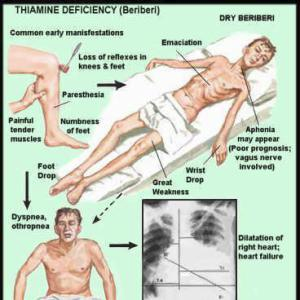 THIAMINE DEFICIENCY (Beriberi)
DRY BERIBERI
Common early manisfestations
Emaciation
Loss of reflexes in
knees & feet
Paresthesia
Painful
tender
muscles
Numbness
of feet
Aphonia
may appear
(Poor prognosis;
vagus nerve
involved)
Foot
Drop
Wrist
Drop
Great
Weakness
Dyspnea,
othropnea
Dilatation of
right heart;
heart failure